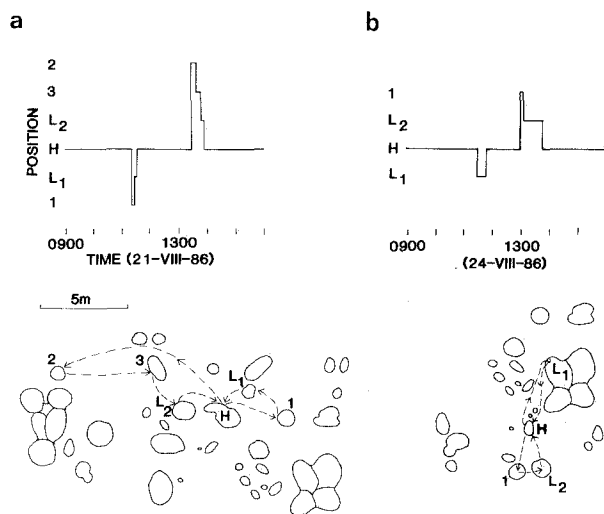 a
2
3
L2
H
L1
1
POSITION
0900 1300
TIME (21-VIII-86)
5m
2 3 L2 H L1 1
b
1
L2
H
L1
0900 1300
(24-VIII-86)
L1
H
1 L2